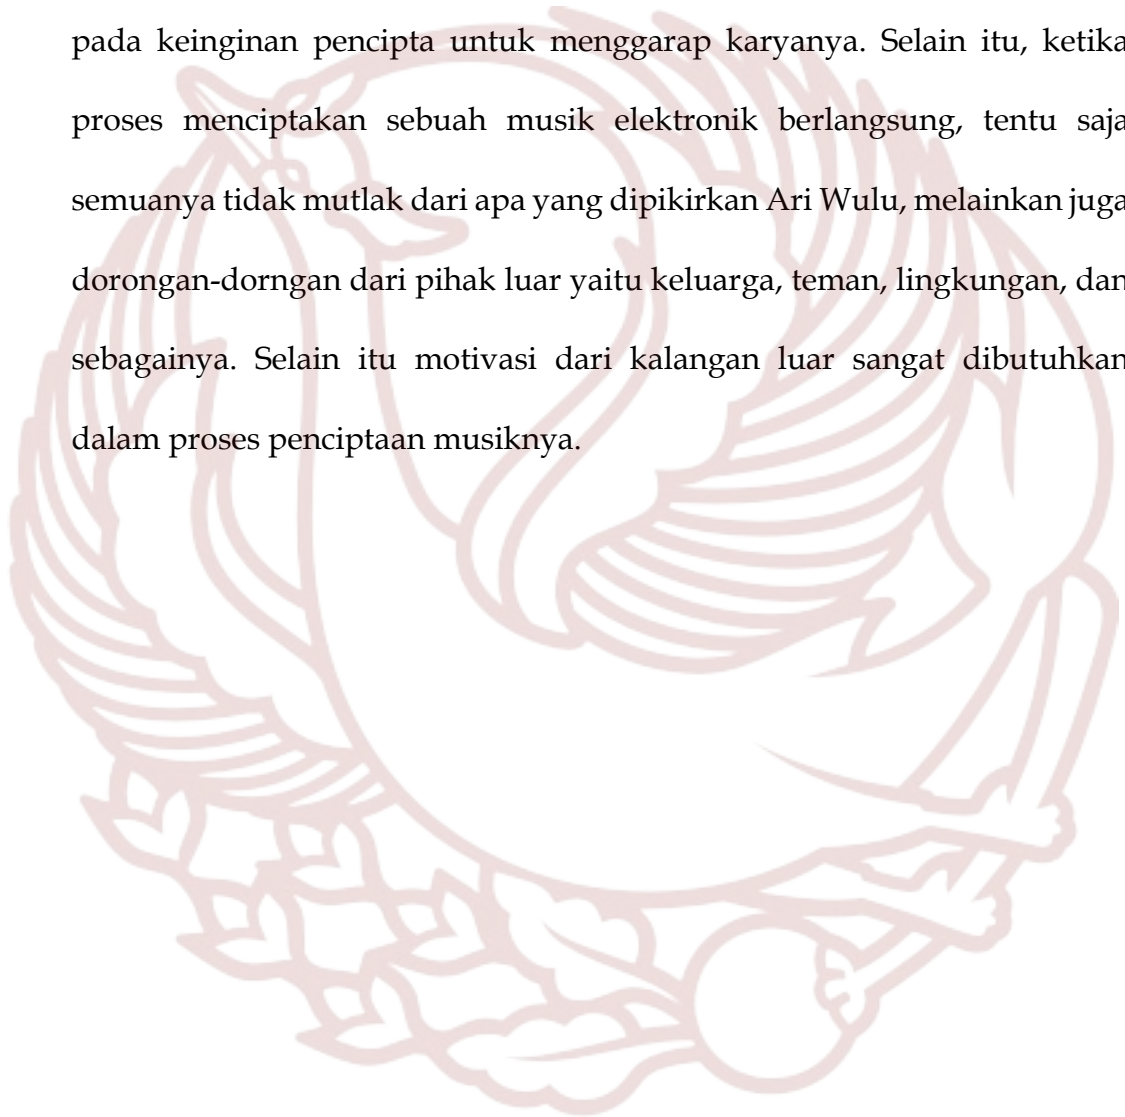 pada keinginan pencipta untuk menggarap karyanya. Selain itu, ketika
proses menciptakan sebuah musik elektronik berlangsung, tentu saja
semuanya tidak mutlak dari apa yang dipikirkan Ari Wulu, melainkan juga
dorongan-dorngan dari pihak luar yaitu keluarga, teman, lingkungan, dan
sebagainya. Selain itu motivasi dari kalangan luar sangat dibutuhkan
dalam proses penciptaan musiknya.